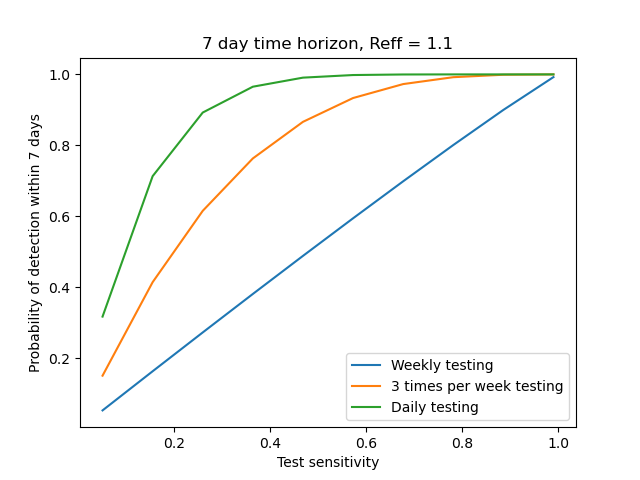 7 day time horizon, Reff = 1.1
Probability of detection within 7 days
1.0
0.8
0.6
0.4
0.2
Weekly testing
3 times per week testing
Daily testing
0.2 0.4 0.6 0.8 1.0
Test sensitivity